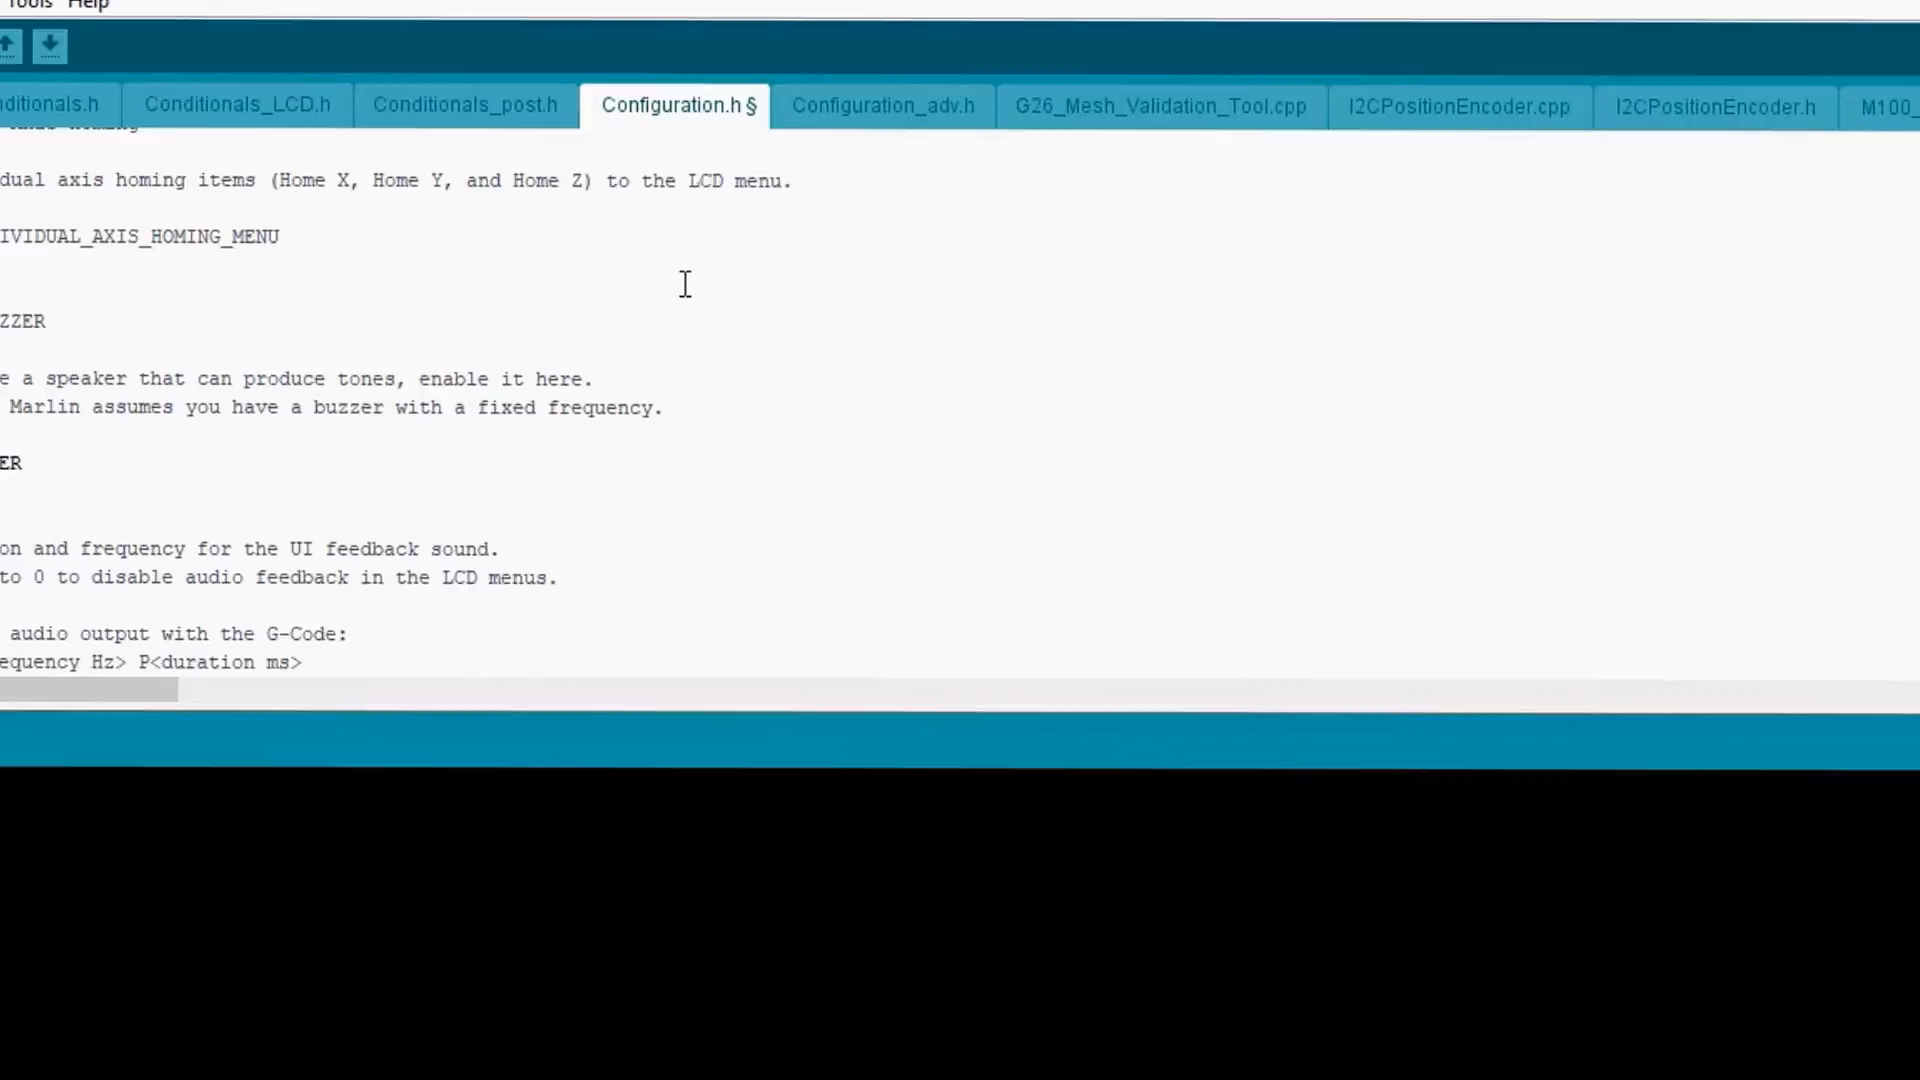 Tools Help
nditionals.h Conditionals_LCD.h Conditionals_post.h Configuration.h § Configuration_adv.h G26_Mesh_Validation_Tool.cpp I2CPositionEncoder.cpp I2CPositionEncoder.h M100_
axis homing
dual axis homing items (Home X, Home Y, and Home Z) to the LCD menu.
IVIDUAL_AXIS_HOMING_MENU
ZZER
e a speaker that can produce tones, enable it here.
Marlin assumes you have a buzzer with a fixed frequency.
ER
on and frequency for the UI feedback sound.
to 0 to disable audio feedback in the LCD menus.
audio output with the G-Code:
equency Hz> P<duration ms>